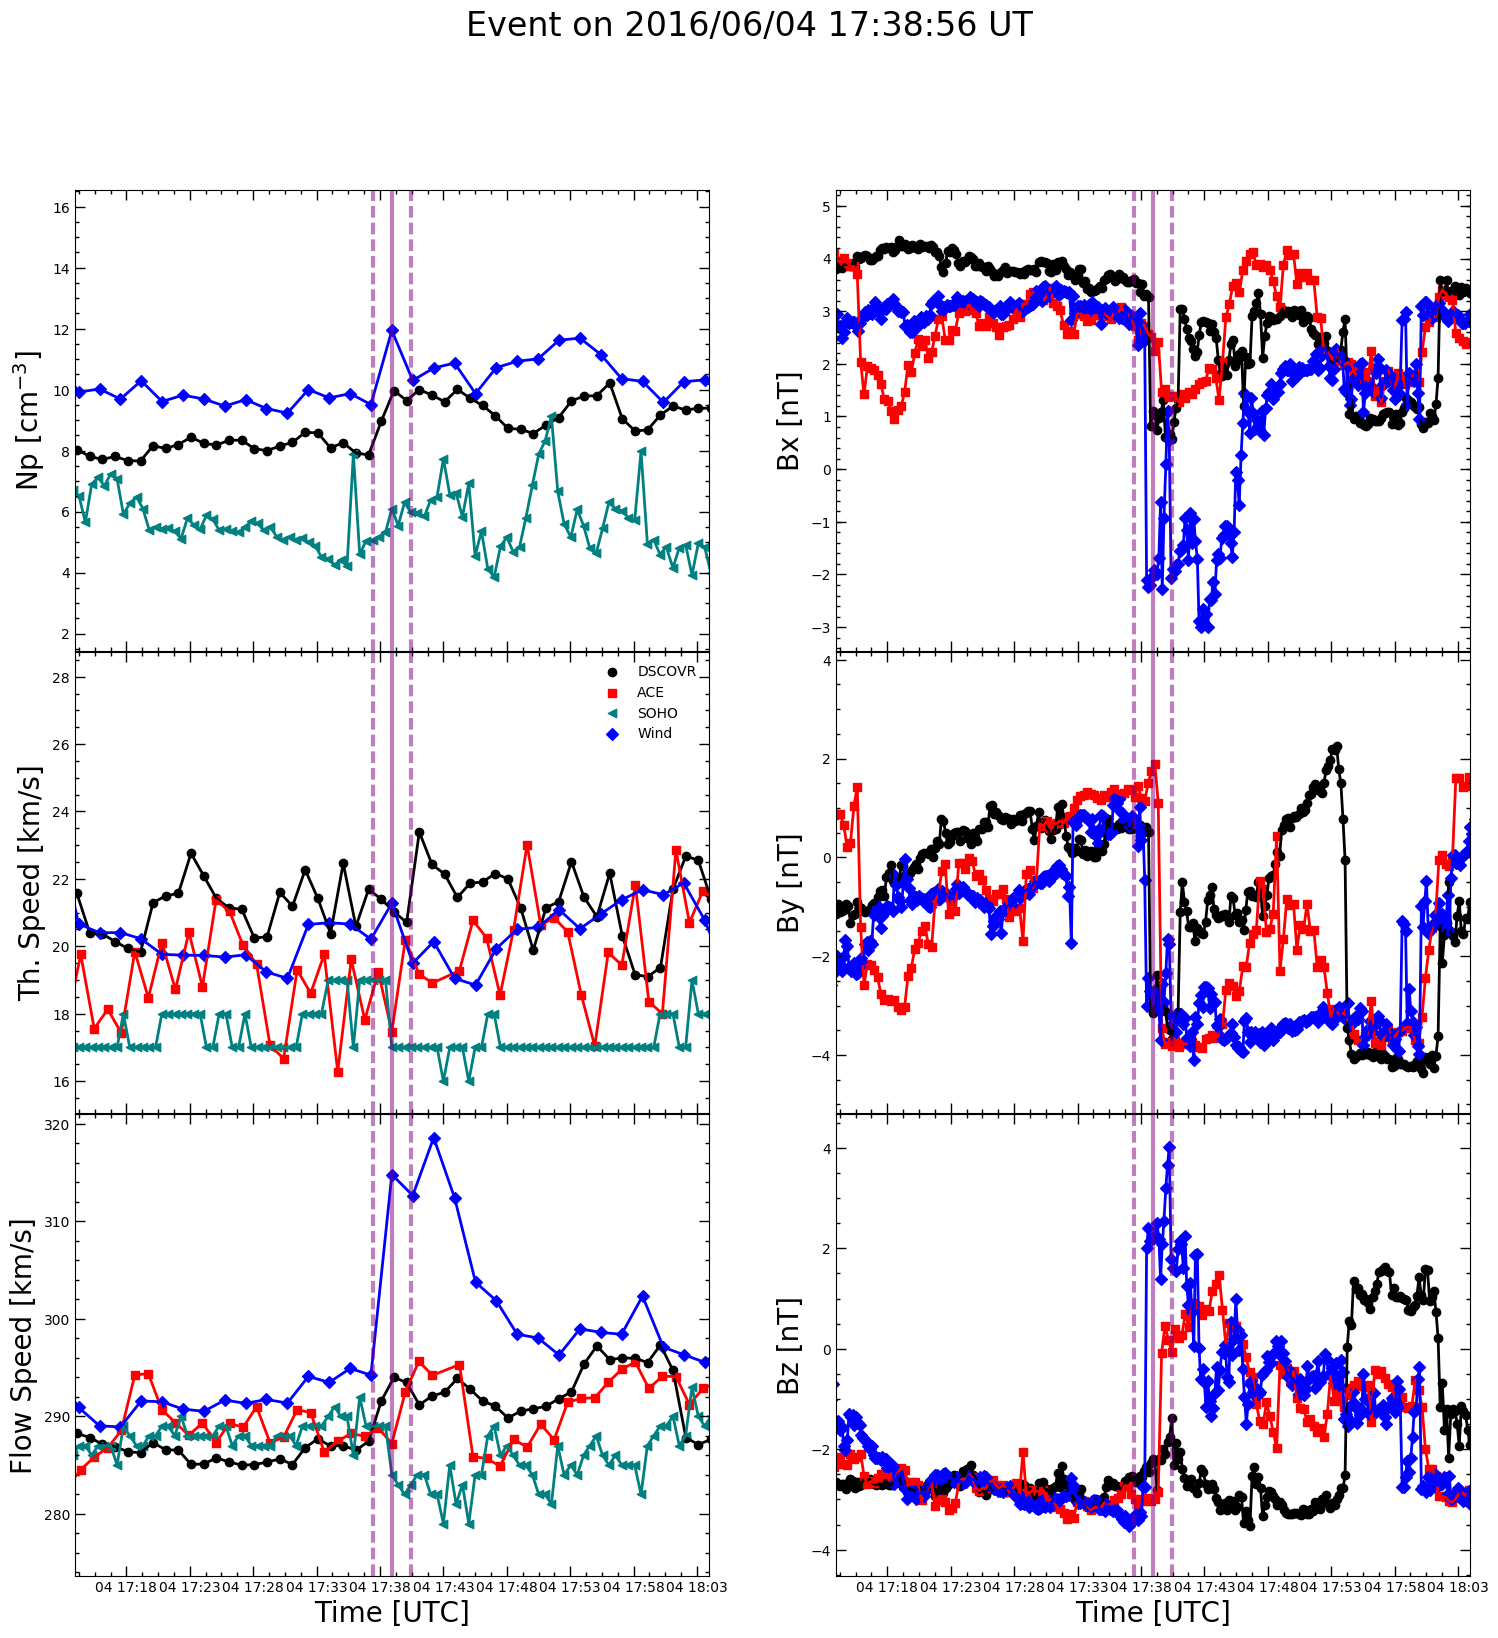 Event on 2016/06/04 17:38:56 UT
Np [cm⁻³]
16
14
12
10
8
6
4
2
Th. Speed [km/s]
28
26
24
22
20
18
16
DSCOVR
ACE
SOHO
Wind
Flow Speed [km/s]
320
310
300
290
280
04 17:18 04 17:23 04 17:28 04 17:33 04 17:38 04 17:43 04 17:48 04 17:53 04 17:58 04 18:03
Time [UTC]
Bx [nT]
5
4
3
2
1
0
−1
−2
−3
By [nT]
4
2
0
−2
−4
Bz [nT]
4
2
0
−2
−4
04 17:18 04 17:23 04 17:28 04 17:33 04 17:38 04 17:43 04 17:48 04 17:53 04 17:58 04 18:03
Time [UTC]